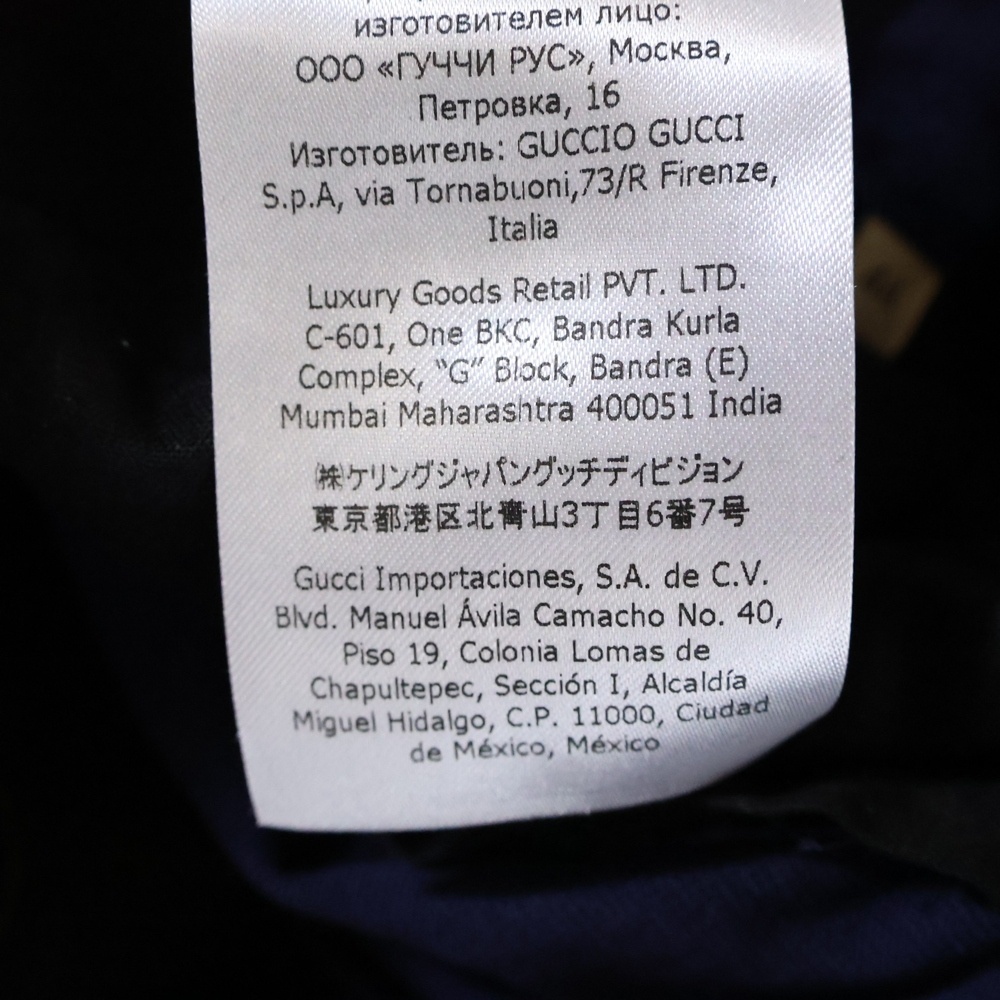 изготовителем лицо:
ООО «ГУЧЧИ РУС», Москва,
Петровка, 16
Изготовитель: GUCCIO GUCCI
S.p.A, via Tornabuoni,73/R Firenze,
Italia
Luxury Goods Retail PVT. LTD.
C-601, One BKC, Bandra Kurla
Complex, “G” Block, Bandra (E)
Mumbai Maharashtra 400051 India
㈱ケリングジャパングッチディビジョン
東京都港区北青山3丁目6番7号
Gucci Importaciones, S.A. de C.V.
Blvd. Manuel Ávila Camacho No. 40,
Piso 19, Colonia Lomas de
Chapultepec, Sección I, Alcaldía
Miguel Hidalgo, C.P. 11000, Ciudad
de México, México